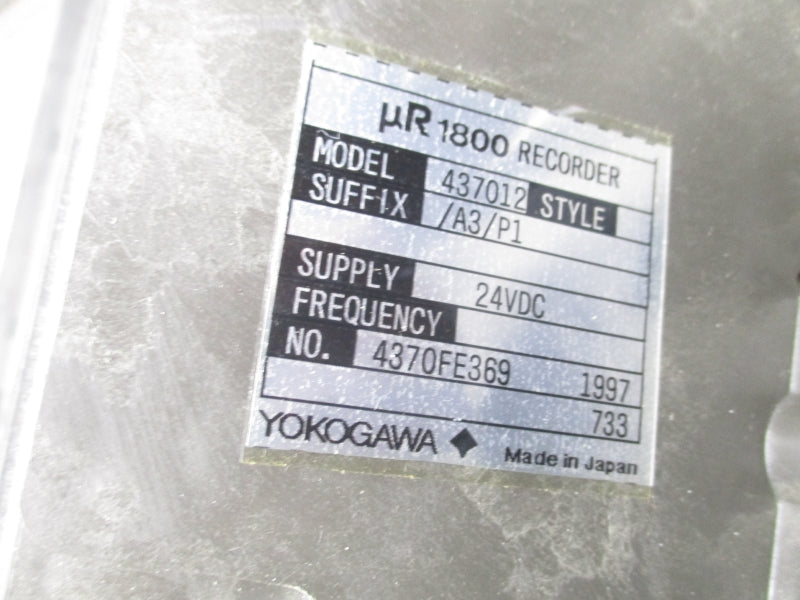 µR 1800 RECORDER
MODEL 437012 STYLE
SUFFIX /A3/P1
SUPPLY 24VDC
FREQUENCY
NO. 4370FE369 1997
733
YOKOGAWA ◆ Made in Japan